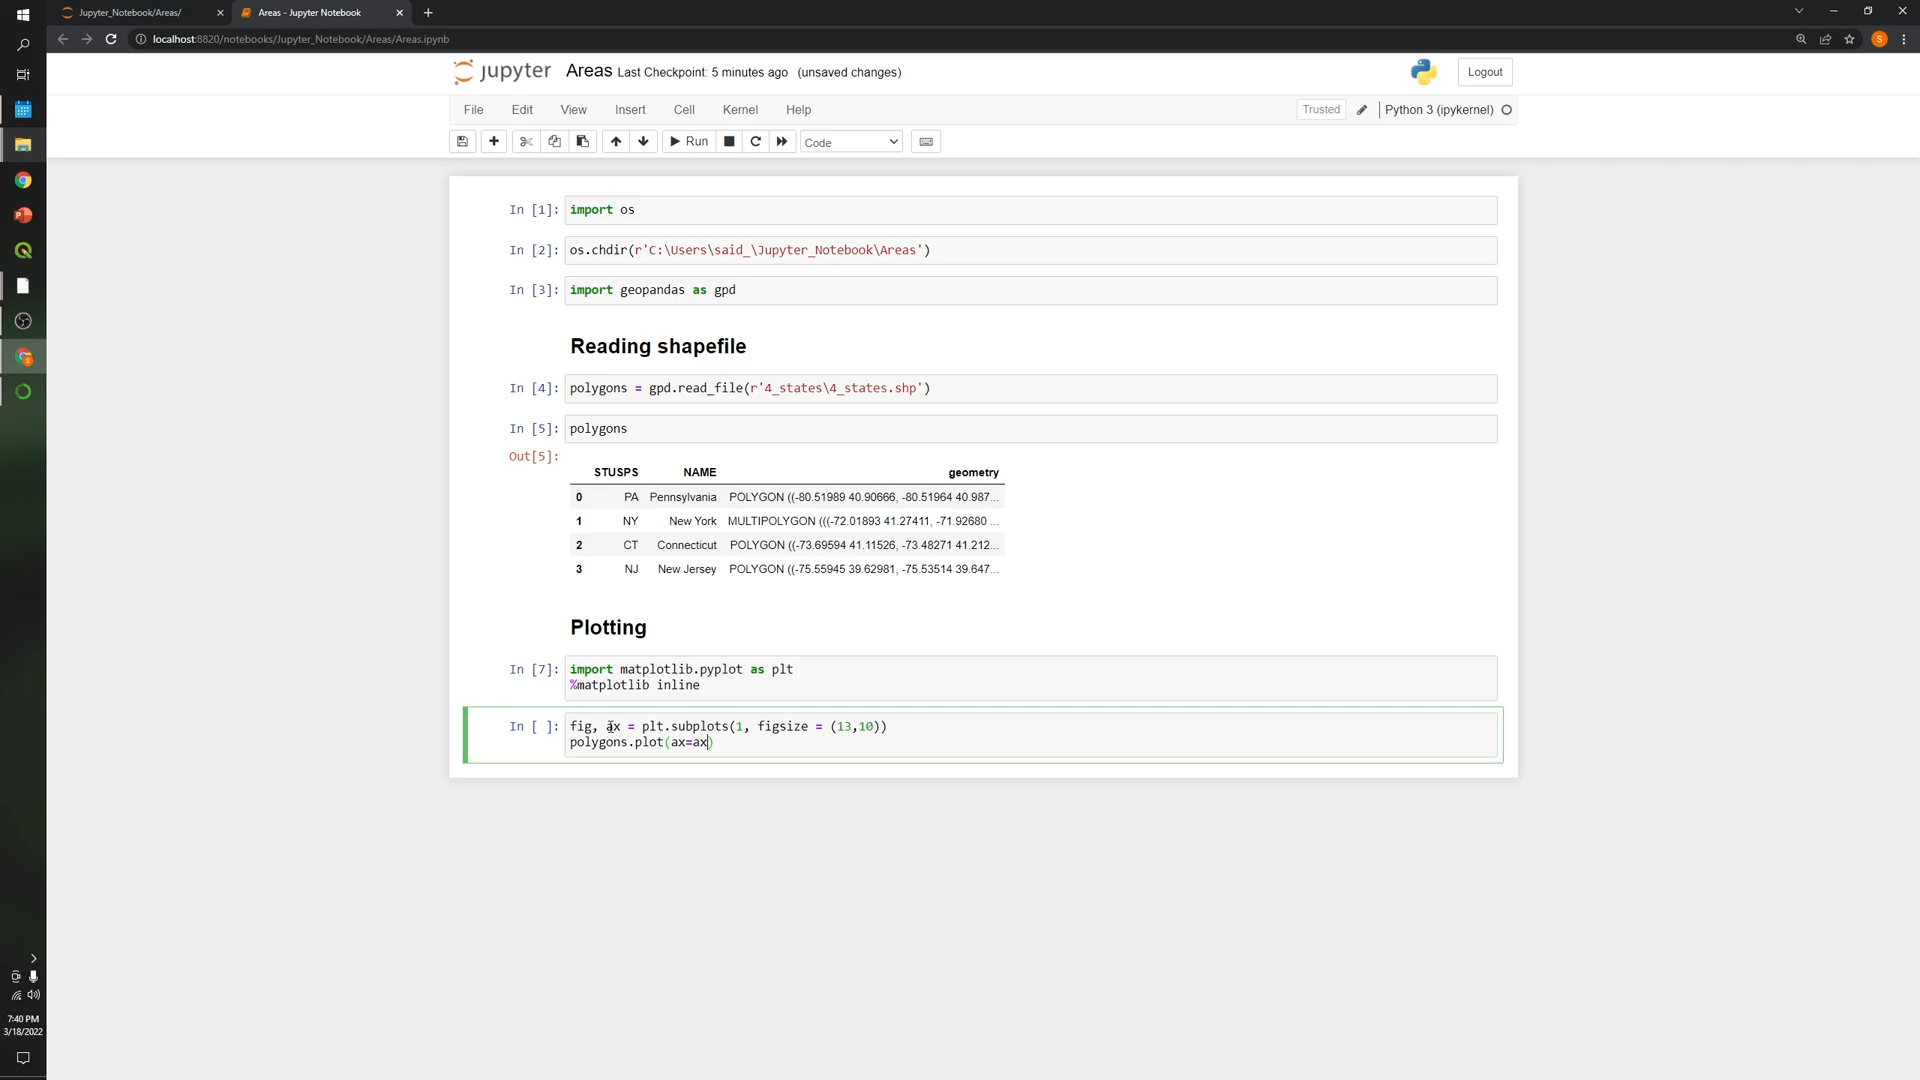 Jupyter_Notebook/Areas/
Areas - Jupyter Notebook
localhost:8820/notebooks/Jupyter_Notebook/Areas/Areas.ipynb
S
jupyter Areas Last Checkpoint: 5 minutes ago (unsaved changes)
Logout
File Edit View Insert Cell Kernel Help
Trusted Python 3 (ipykernel)
Run Code
In [1]: import os
In [2]: os.chdir(r'C:\Users\said_\Jupyter_Notebook\Areas')
In [3]: import geopandas as gpd
Reading shapefile
In [4]: polygons = gpd.read_file(r'4_states\4_states.shp')
In [5]: polygons
Out[5]:
STUSPS NAME geometry
0 PA Pennsylvania POLYGON ((-80.51989 40.90666, -80.51964 40.987...
1 NY New York MULTIPOLYGON (((-72.01893 41.27411, -71.92680 ...
2 CT Connecticut POLYGON ((-73.69594 41.11526, -73.48271 41.212...
3 NJ New Jersey POLYGON ((-75.55945 39.62981, -75.53514 39.647...
Plotting
In [7]: import matplotlib.pyplot as plt
%matplotlib inline
In [ ]: fig, ax = plt.subplots(1, figsize = (13,10))
polygons.plot(ax=ax)
7:40 PM
3/18/2022